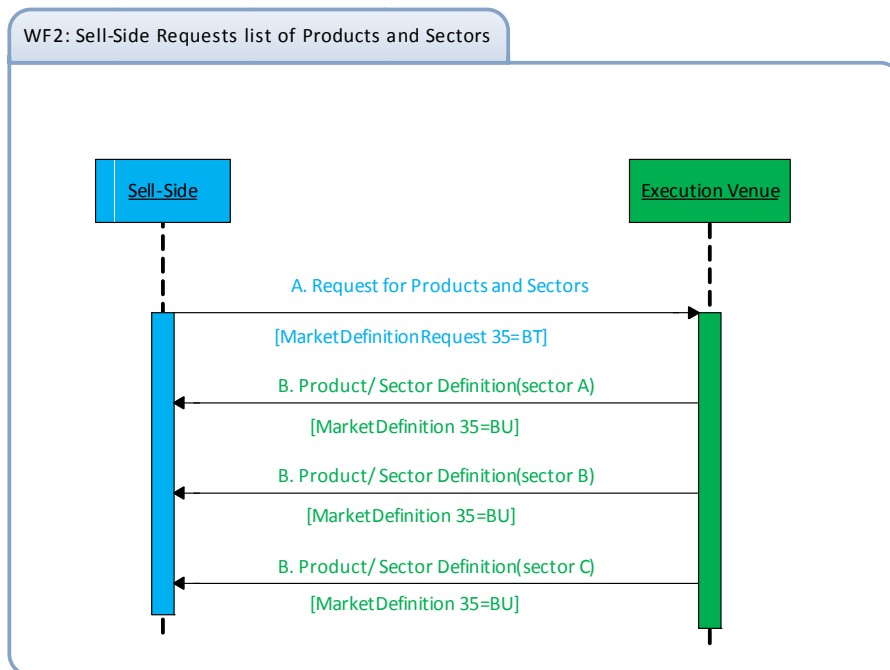 WF2: Sell-Side Requests list of Products and Sectors
Sell-Side
Execution Venue
A. Request for Products and Sectors
[MarketDefinitionRequest 35=BT]
B. Product/ Sector Definition(sector A)
[MarketDefinition 35=BU]
B. Product/ Sector Definition(sector B)
[MarketDefinition 35=BU]
B. Product/ Sector Definition(sector C)
[MarketDefinition 35=BU]